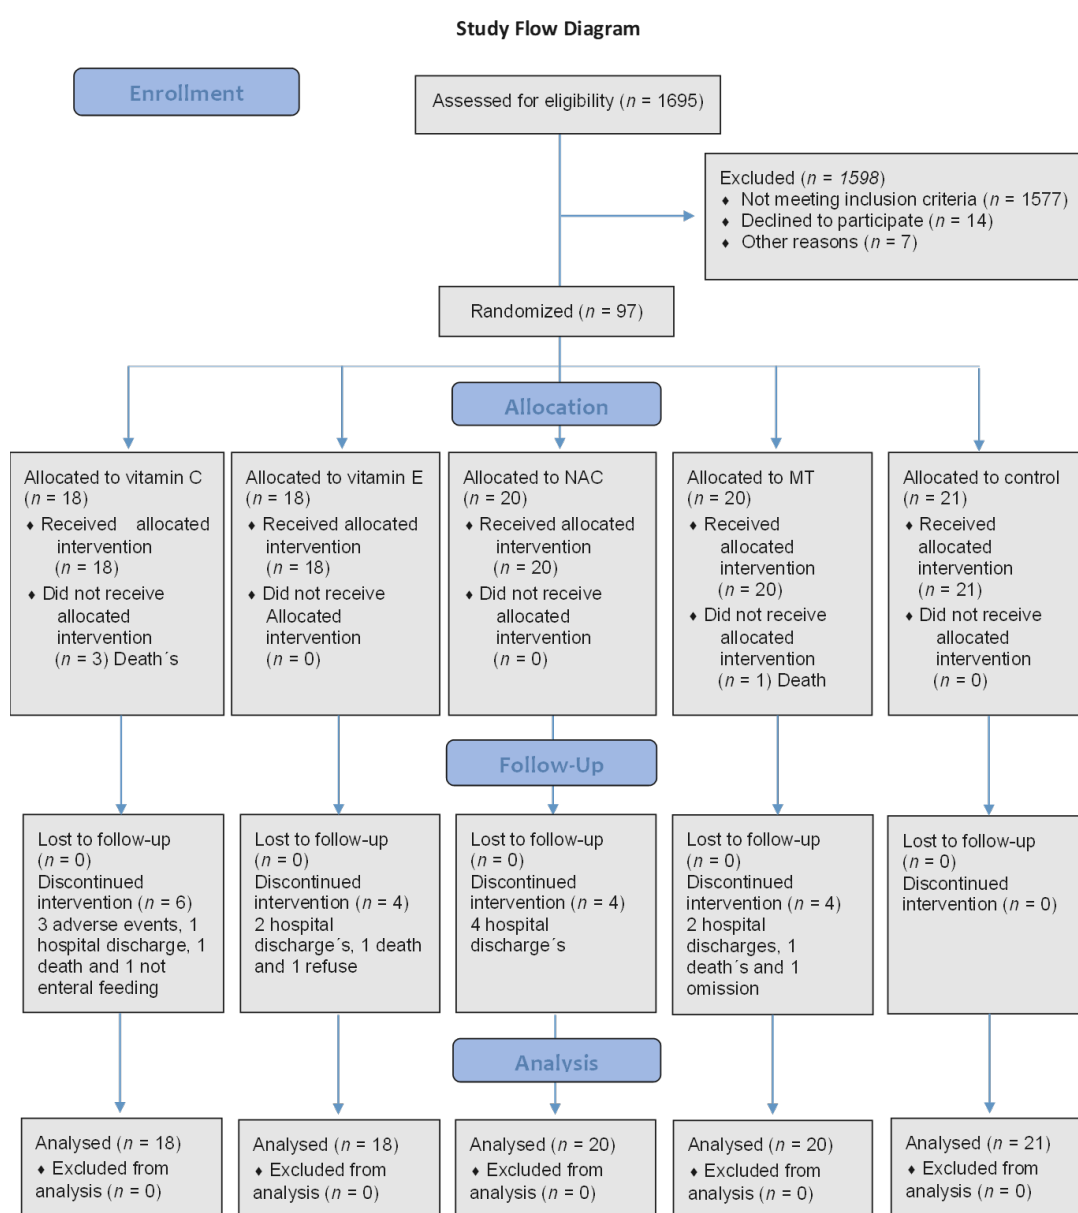 Study Flow Diagram
Enrollment
Assessed for eligibility (n = 1695)
Excluded (n = 1598)
♦ Not meeting inclusion criteria (n = 1577)
♦ Declined to participate (n = 14)
♦ Other reasons (n = 7)
Randomized (n = 97)
Allocation
Allocated to vitamin C
(n = 18)
♦ Received allocated
intervention
(n = 18)
♦ Did not receive
allocated
intervention
(n = 3) Death´s
Allocated to vitamin E
(n = 18)
♦ Received allocated
intervention
(n = 18)
♦ Did not receive
Allocated
intervention
(n = 0)
Allocated to NAC
(n = 20)
♦ Received allocated
intervention
(n = 20)
♦ Did not receive
allocated
intervention
(n = 0)
Allocated to MT
(n = 20)
♦ Received
allocated
intervention
(n = 20)
♦ Did not receive
allocated
intervention
(n = 1) Death
Allocated to control
(n = 21)
♦ Received
allocated
intervention
(n = 21)
♦ Did not receive
allocated
intervention
(n = 0)
Follow-Up
Lost to follow-up
(n = 0)
Discontinued
intervention (n = 6)
3 adverse events, 1
hospital discharge, 1
death and 1 not
enteral feeding
Lost to follow-up
(n = 0)
Discontinued
intervention (n = 4)
2 hospital
discharge´s, 1 death
and 1 refuse
Lost to follow-up
(n = 0)
Discontinued
intervention (n = 4)
4 hospital
discharge´s
Lost to follow-up
(n = 0)
Discontinued
intervention (n = 4)
2 hospital
discharges, 1
death´s and 1
omission
Lost to follow-up
(n = 0)
Discontinued
intervention (n = 0)
Analysis
Analysed (n = 18)
♦ Excluded from
analysis (n = 0)
Analysed (n = 18)
♦ Excluded from
analysis (n = 0)
Analysed (n = 20)
♦ Excluded from
analysis (n = 0)
Analysed (n = 20)
♦ Excluded from
analysis (n = 0)
Analysed (n = 21)
♦ Excluded from
analysis (n = 0)